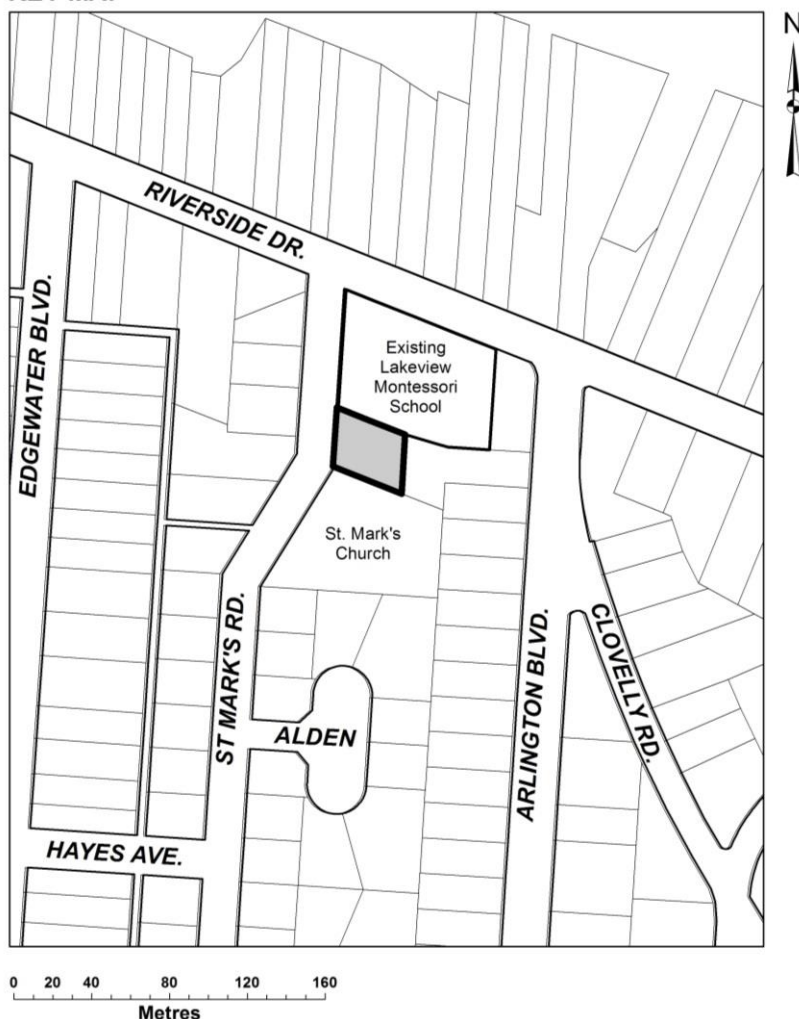 N
RIVERSIDE DR.
EDGEWATER BLVD.
Existing
Lakeview
Montessori
School
St. Mark's
Church
ST MARK'S RD.
ALDEN
ARLINGTON BLVD.
CLOVELLY RD.
HAYES AVE.
0 20 40 80 120 160
Metres